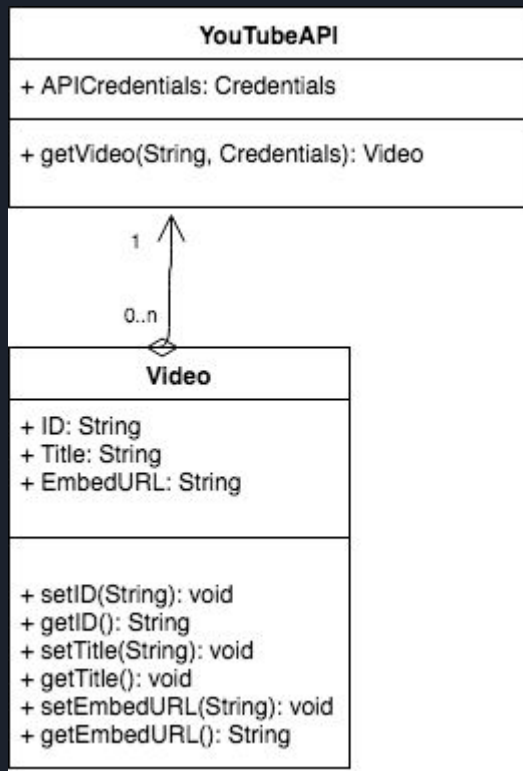 YouTubeAPI
+ APICredentials: Credentials
+ getVideo(String, Credentials): Video
1
0..n
Video
+ ID: String
+ Title: String
+ EmbedURL: String
+ setID(String): void
+ getID(): String
+ setTitle(String): void
+ getTitle(): void
+ setEmbedURL(String): void
+ getEmbedURL(): String